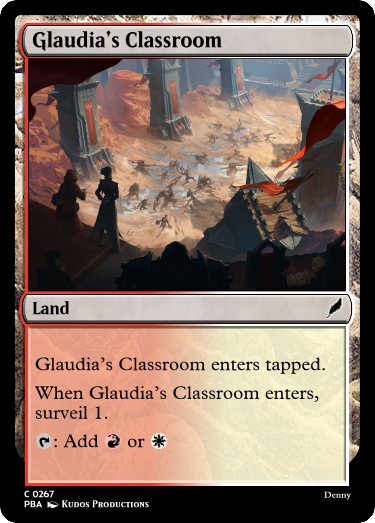 Glaudia's Classroom
Land
Glaudia's Classroom enters tapped.
When Glaudia's Classroom enters,
surveil 1.
: Add or
C 0267
PBA Kudos Productions
Denny